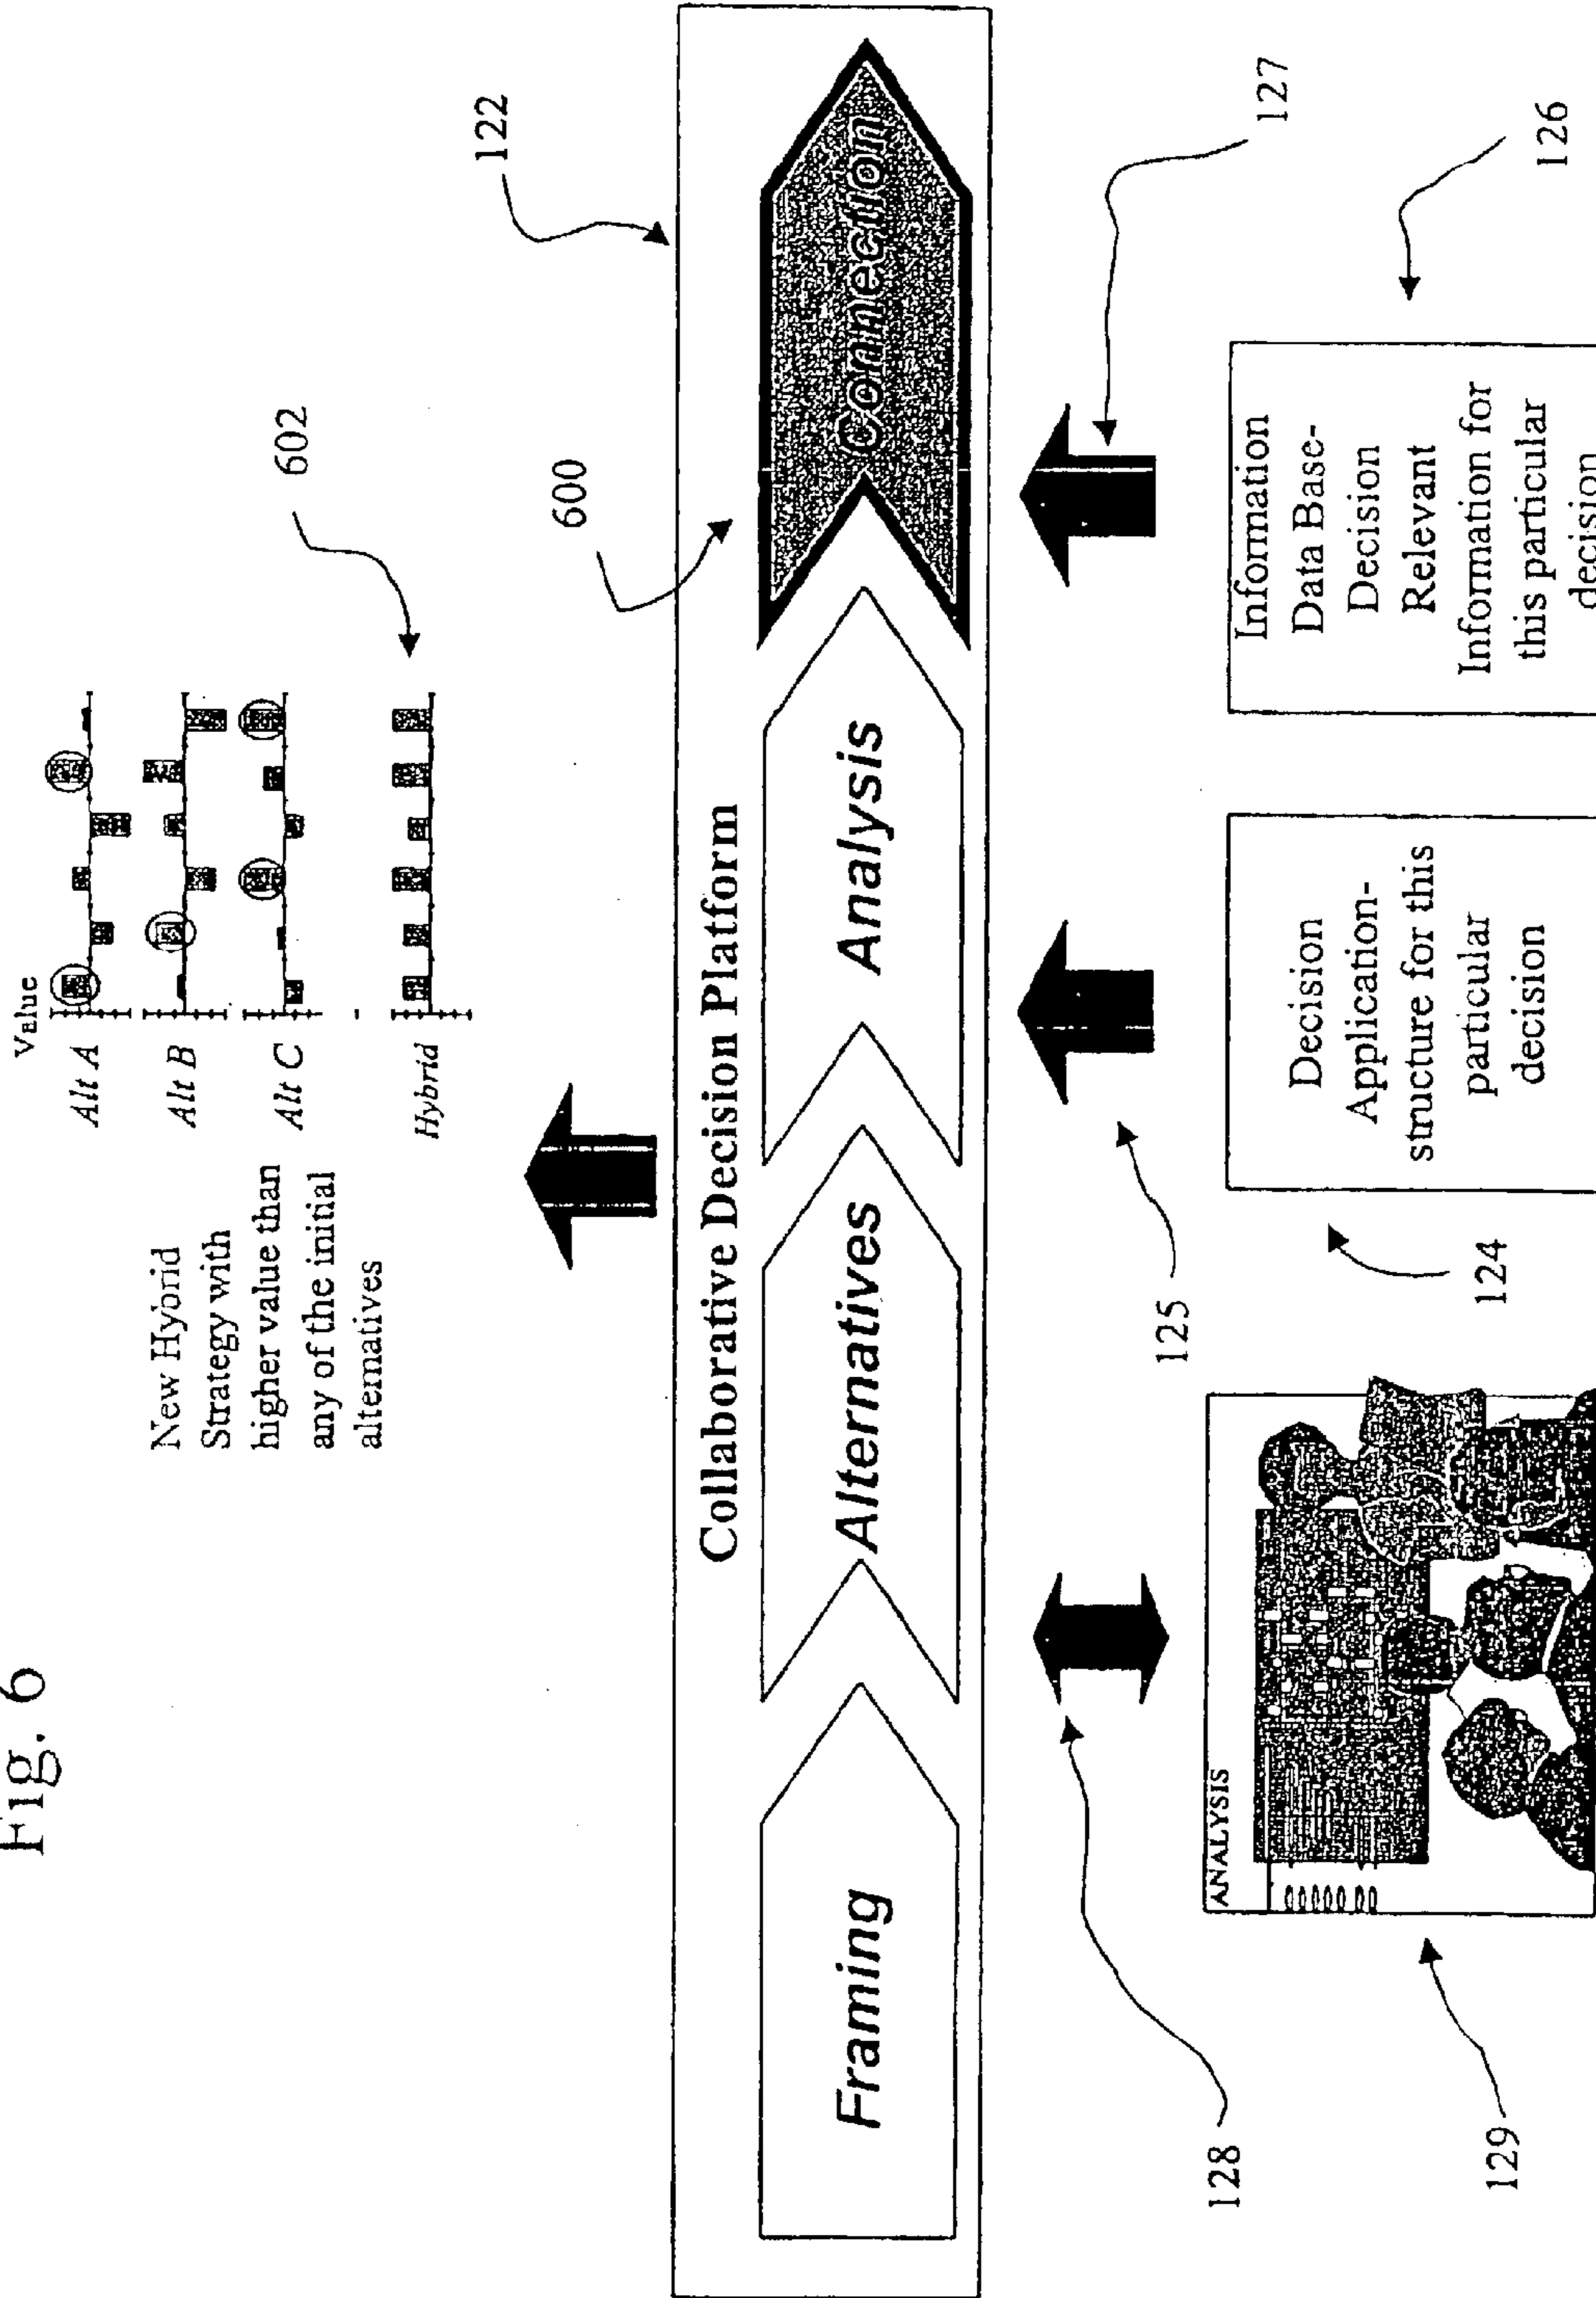 Fig. 6
Value
Alt A
Alt B
Alt C
Hybrid
602
New Hybrid
Strategy with
higher value than
any of the initial
alternatives
600
122
Collaborative Decision Platform
Framing
Alternatives
Analysis
Connection
128
125
127
129
ANALYSIS
124
Decision
Application-
structure for this
particular
decision
126
Information
Data Base-
Decision
Relevant
Information for
this particular
decision